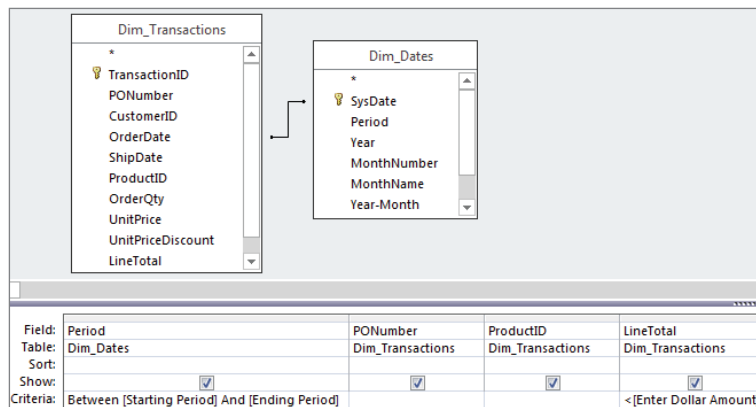 Dim_Transactions
*
TransactionID
PONumber
CustomerID
OrderDate
ShipDate
ProductID
OrderQty
UnitPrice
UnitPriceDiscount
LineTotal
Dim_Dates
*
SysDate
Period
Year
MonthNumber
MonthName
Year-Month
Field: Period PONumber ProductID LineTotal
Table: Dim_Dates Dim_Transactions Dim_Transactions Dim_Transactions
Sort:
Show:
Criteria: Between [Starting Period] And [Ending Period] <[Enter Dollar Amount